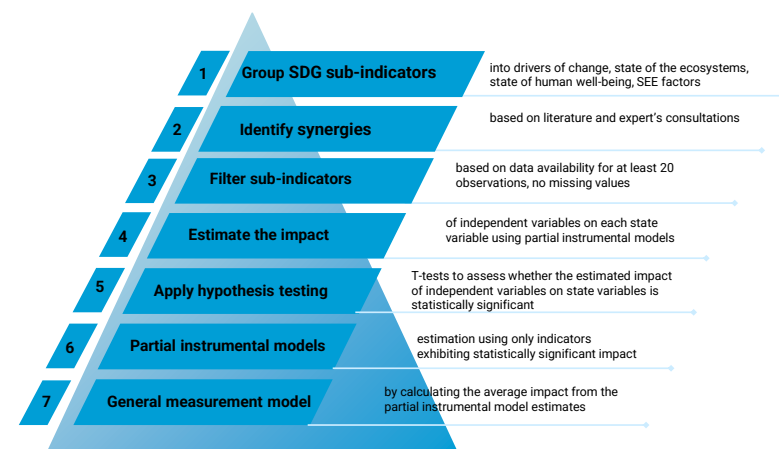 1
Group SDG sub-indicators
into drivers of change, state of the ecosystems,
state of human well-being, SEE factors
2
Identify synergies
based on literature and expert's consultations
3
Filter sub-indicators
based on data availability for at least 20
observations, no missing values
4
Estimate the impact
of independent variables on each state
variable using partial instrumental models
5
Apply hypothesis testing
T-tests to assess whether the estimated impact
of independent variables on state variables is
statistically significant
6
Partial instrumental models
estimation using only indicators
exhibiting statistically significant impact
7
General measurement model
by calculating the average impact from the
partial instrumental model estimates